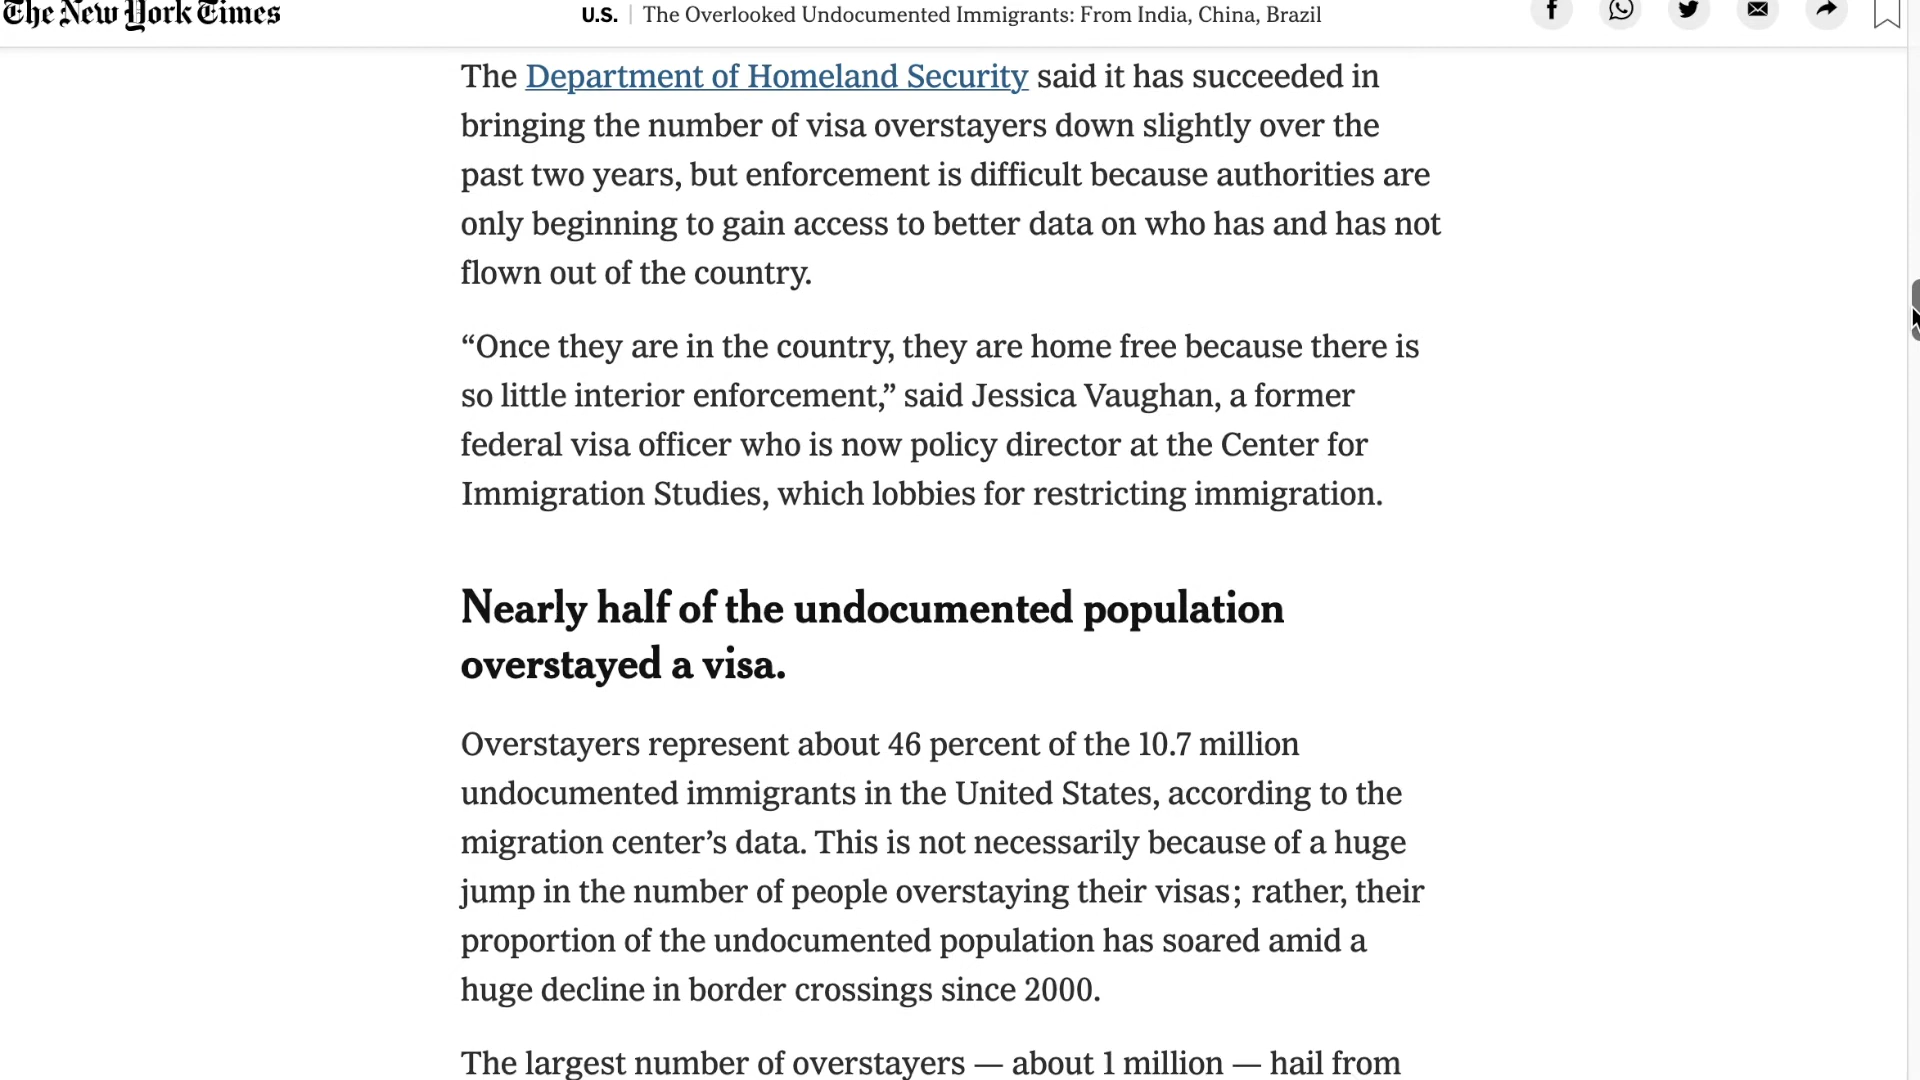 The New York Times
U.S. | The Overlooked Undocumented Immigrants: From India, China, Brazil
The Department of Homeland Security said it has succeeded in
bringing the number of visa overstayers down slightly over the
past two years, but enforcement is difficult because authorities are
only beginning to gain access to better data on who has and has not
flown out of the country.
“Once they are in the country, they are home free because there is
so little interior enforcement,” said Jessica Vaughan, a former
federal visa officer who is now policy director at the Center for
Immigration Studies, which lobbies for restricting immigration.
Nearly half of the undocumented population
overstayed a visa.
Overstayers represent about 46 percent of the 10.7 million
undocumented immigrants in the United States, according to the
migration center’s data. This is not necessarily because of a huge
jump in the number of people overstaying their visas; rather, their
proportion of the undocumented population has soared amid a
huge decline in border crossings since 2000.
The largest number of overstayers — about 1 million — hail from